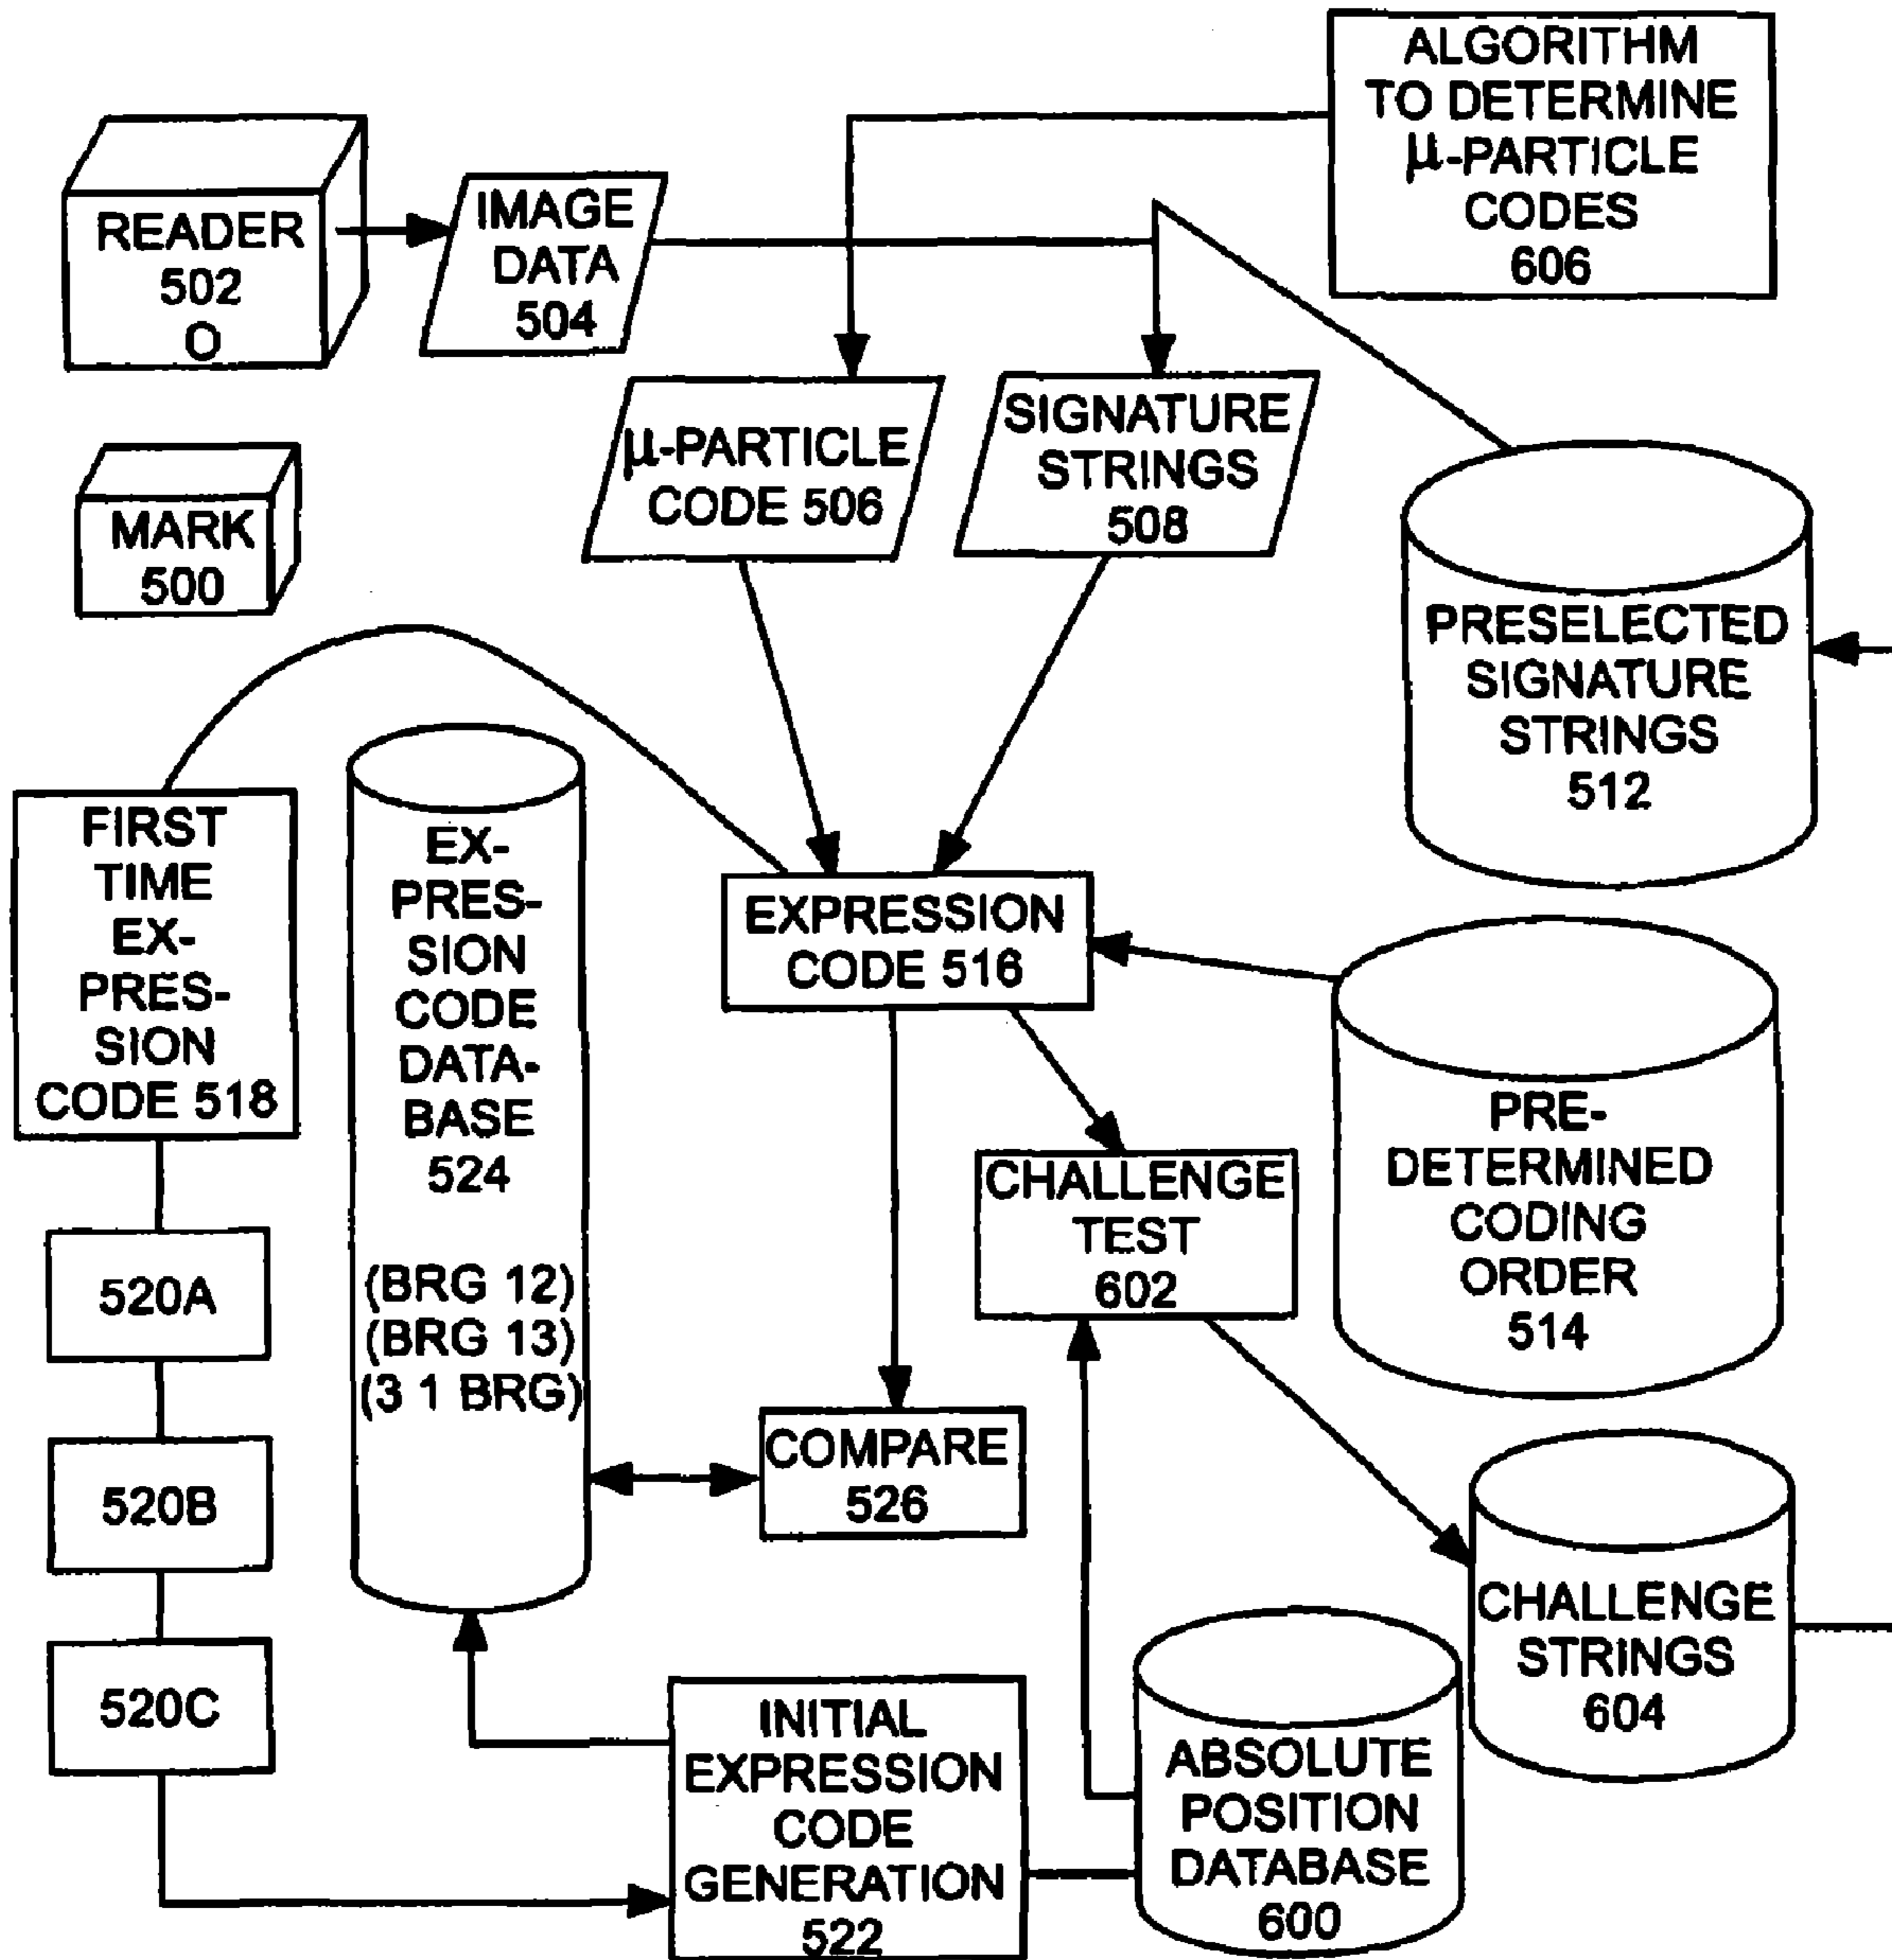 ALGORITHM
TO DETERMINE
µ-PARTICLE
CODES
606
READER
502
O
IMAGE
DATA
504
MARK
500
µ-PARTICLE
CODE 506
SIGNATURE
STRINGS
508
PRESELECTED
SIGNATURE
STRINGS
512
FIRST
TIME
EX-
PRES-
SION
CODE 518
EX-
PRES-
SION
CODE
DATA-
BASE
524
(BRG 12)
(BRG 13)
(3 1 BRG)
EXPRESSION
CODE 516
PRE-
DETERMINED
CODING
ORDER
514
CHALLENGE
TEST
602
520A
520B
520C
COMPARE
526
CHALLENGE
STRINGS
604
INITIAL
EXPRESSION
CODE
GENERATION
522
ABSOLUTE
POSITION
DATABASE
600